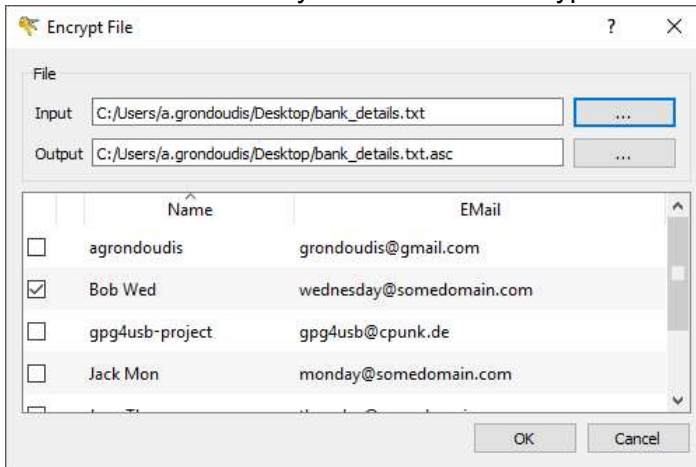 Encrypt File
? ×
File
Input C:/Users/a.grondoudis/Desktop/bank_details.txt ...
Output C:/Users/a.grondoudis/Desktop/bank_details.txt.asc ...
Name EMail
agrondoudis grondoudis@gmail.com
Bob Wed wednesday@somedomain.com
gpg4usb-project gpg4usb@cpunk.de
Jack Mon monday@somedomain.com
OK Cancel